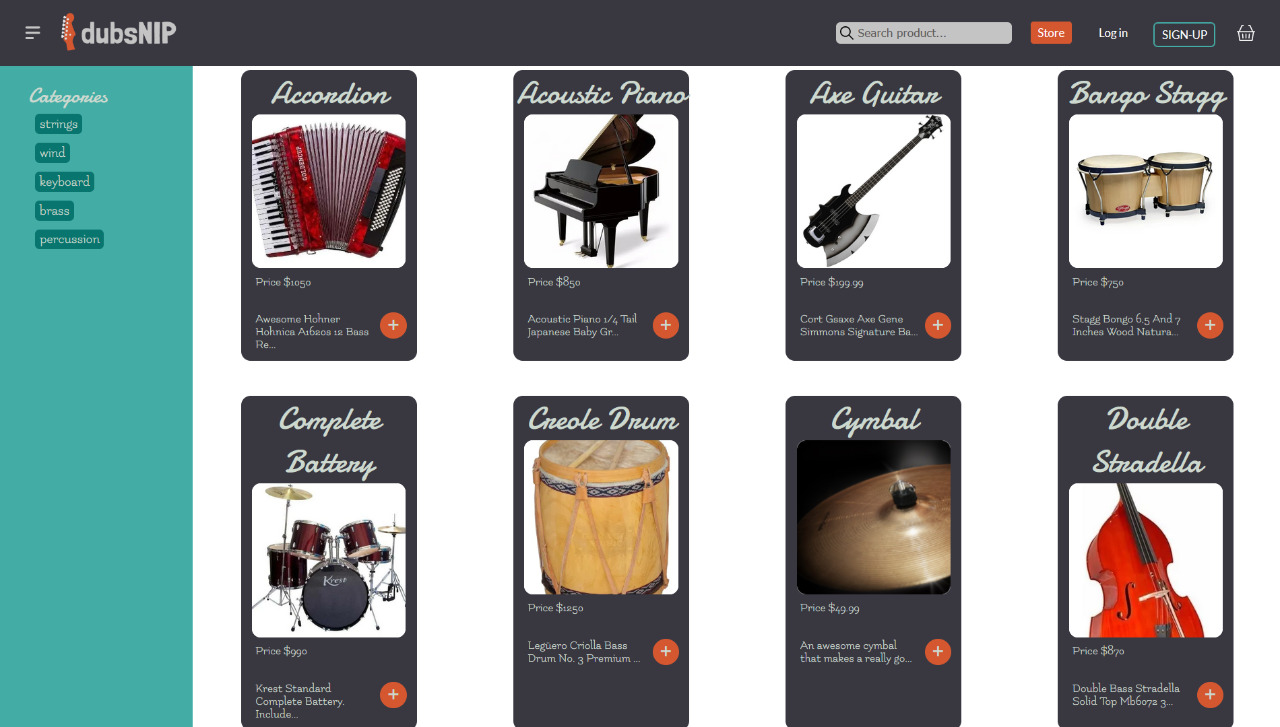 dubsNIP
Search product...
Store
Log in
SIGN-UP
Categories
strings
wind
keyboard
brass
percussion
Accordion
GOLDENCUP
Price $1050
Awesome Hohner
Hohnica A1620s 12 Bass
Re...
Acoustic Piano
Price $850
Acoustic Piano 1/4 Tail
Japanese Baby Gr...
Axe Guitar
Price $199.99
Cort Gsaxe Axe Gene
Simmons Signature Ba...
Bango Stagg
Price $750
Stagg Bongo 6,5 And 7
Inches Wood Natura...
Complete
Battery
Krest
Price $990
Krest Standard
Complete Battery.
Include...
Creole Drum
Price $1250
Legüero Criolla Bass
Drum No. 3 Premium ...
Cymbal
Price $49.99
An awesome cymbal
that makes a really go...
Double
Stradella
Price $870
Double Bass Stradella
Solid Top Mb6072 3...